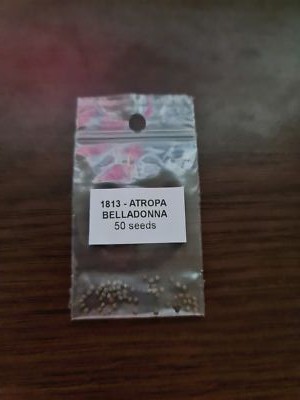 1813 - ATROPA
BELLADONNA
50 seeds